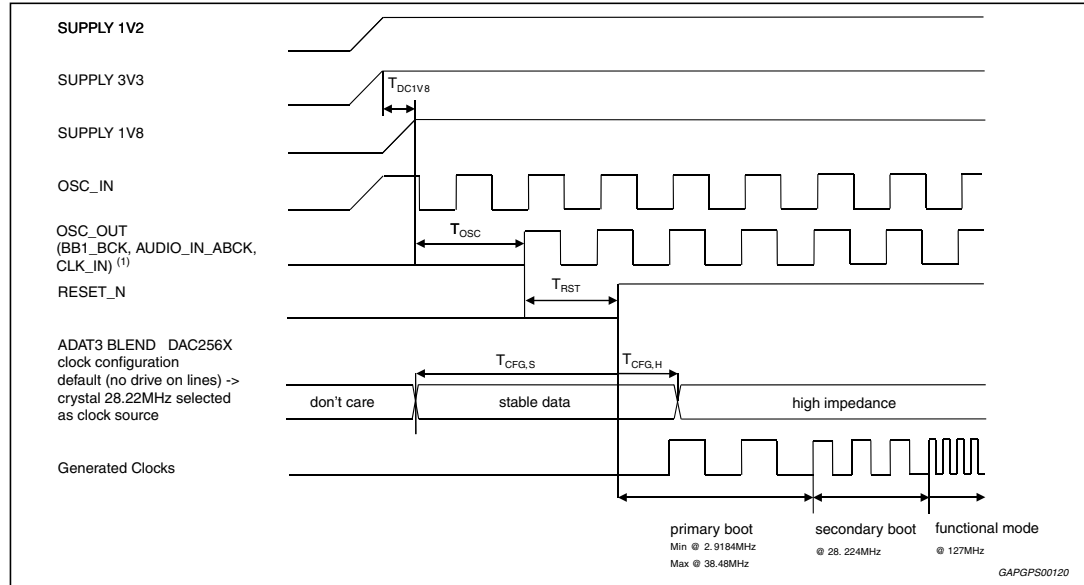 SUPPLY 1V2
SUPPLY 3V3
TDC1V8
SUPPLY 1V8
OSC_IN
OSC_OUT
(BB1_BCK, AUDIO_IN_ABCK,
CLK_IN) (1)
TOSC
RESET_N
TRST
ADAT3 BLEND DAC256X
clock configuration
default (no drive on lines) ->
crystal 28.22MHz selected
as clock source
TCFG,S
TCFG,H
don't care
stable data
high impedance
Generated Clocks
primary boot
Min @ 2.9184MHz
Max @ 38.48MHz
secondary boot
@ 28. 224MHz
functional mode
@ 127MHz
GAPGPS00120